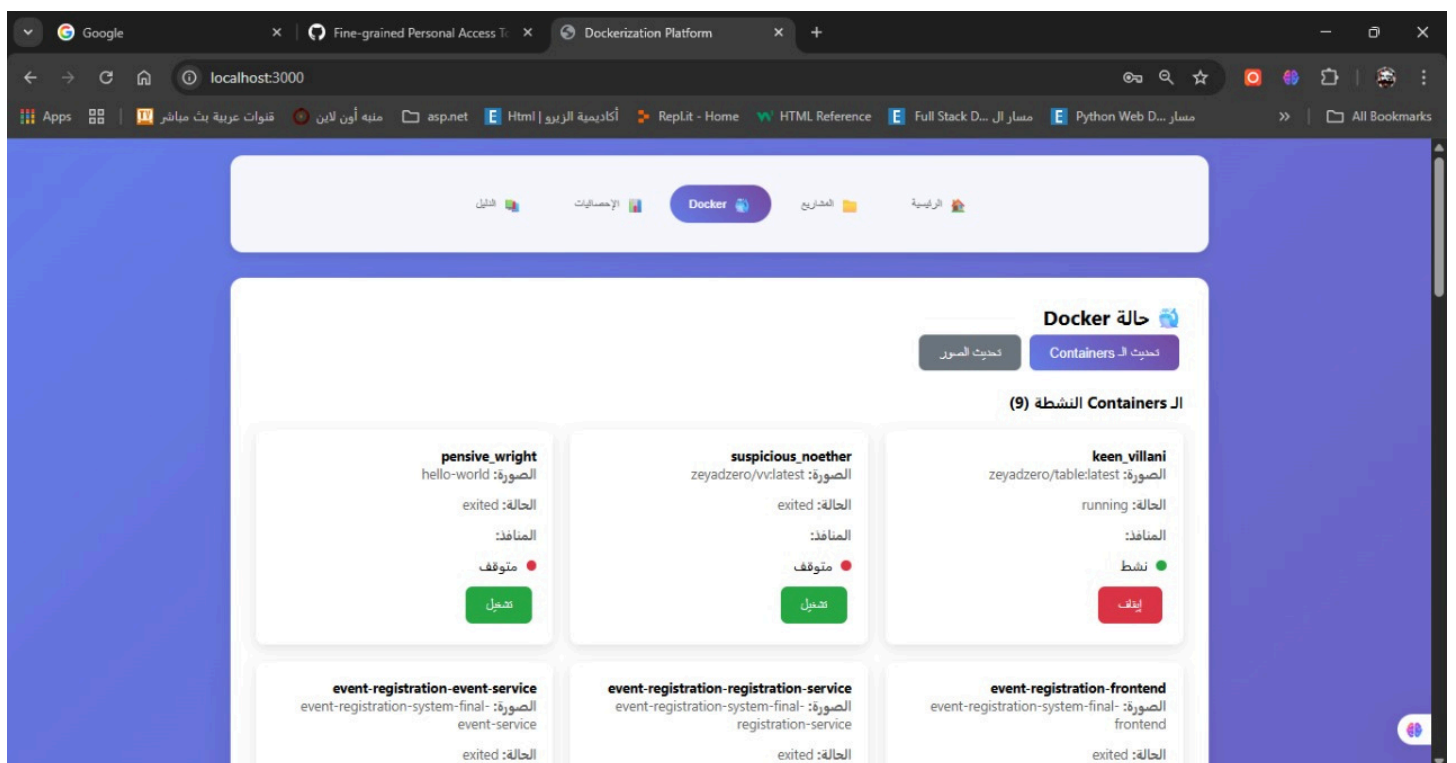 Google
Fine-grained Personal Access To
Dockerization Platform
localhost:3000
Apps
قنوات عربية بث مباشر
منبه أون لاين
asp.net
أكاديمية الزيرو | Html
Repl.it - Home
HTML Reference
مسار ال Full Stack D...
مسار Python Web D...
All Bookmarks
الرئيسية
المشاريع
Docker
الإحصائيات
الدليل
حالة Docker
تحديث الـ Containers
تحديث الصور
الـ Containers النشطة (9)
keen_villani
الصورة: zeyadzero/table:latest
الحالة: running
المنافذ:
نشط
إيقاف
suspicious_noether
الصورة: zeyadzero/vv:latest
الحالة: exited
المنافذ:
متوقف
تشغيل
pensive_wright
الصورة: hello-world
الحالة: exited
المنافذ:
متوقف
تشغيل
event-registration-frontend
الصورة: event-registration-system-final-
frontend
الحالة: exited
event-registration-registration-service
الصورة: event-registration-system-final-
registration-service
الحالة: exited
event-registration-event-service
الصورة: event-registration-system-final-
event-service
الحالة: exited